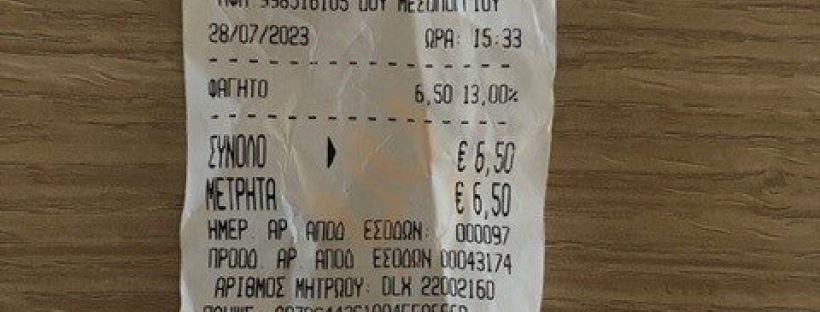 28/07/2023 ΩΡΑ: 15:33
ΦΑΓΗΤΟ 6,50 13,00%
ΣΥΝΟΛΟ € 6,50
ΜΕΤΡΗΤΑ € 6,50
ΗΜΕΡ. ΑΡ. ΑΠΟΔ ΕΣΟΔΩΝ: 000097
ΠΡΟΟΔ. ΑΡ. ΑΠΟΔ ΕΣΟΔΩΝ 00043174
ΑΡΙΘΜΟΣ ΜΗΤΡΩΟΥ: DLX 22002160